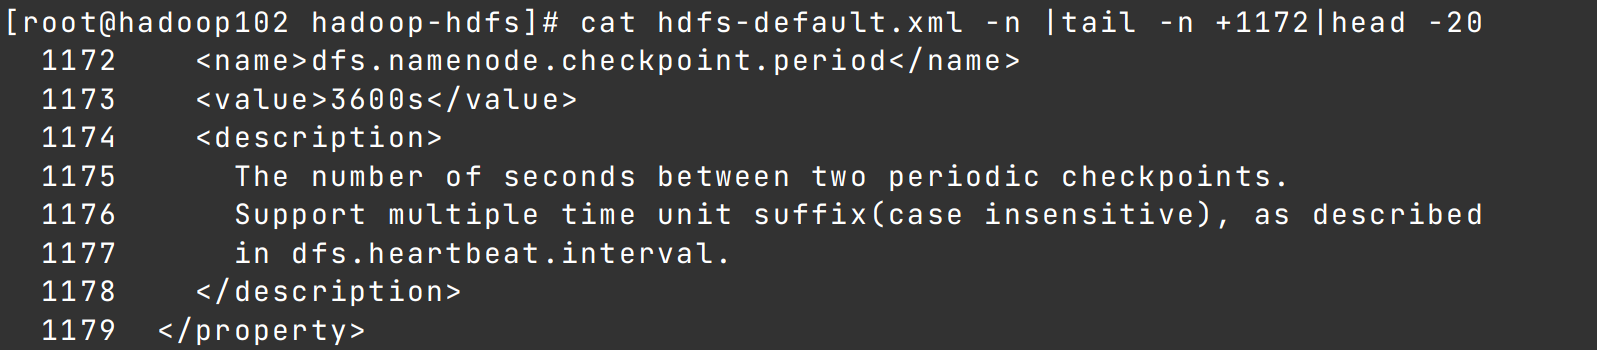 [root@hadoop102 hadoop-hdfs]# cat hdfs-default.xml -n |tail -n +1172|head -20
  1172    <name>dfs.namenode.checkpoint.period</name>
  1173    <value>3600s</value>
  1174    <description>
  1175      The number of seconds between two periodic checkpoints.
  1176      Support multiple time unit suffix(case insensitive), as described
  1177      in dfs.heartbeat.interval.
  1178    </description>
  1179  </property>